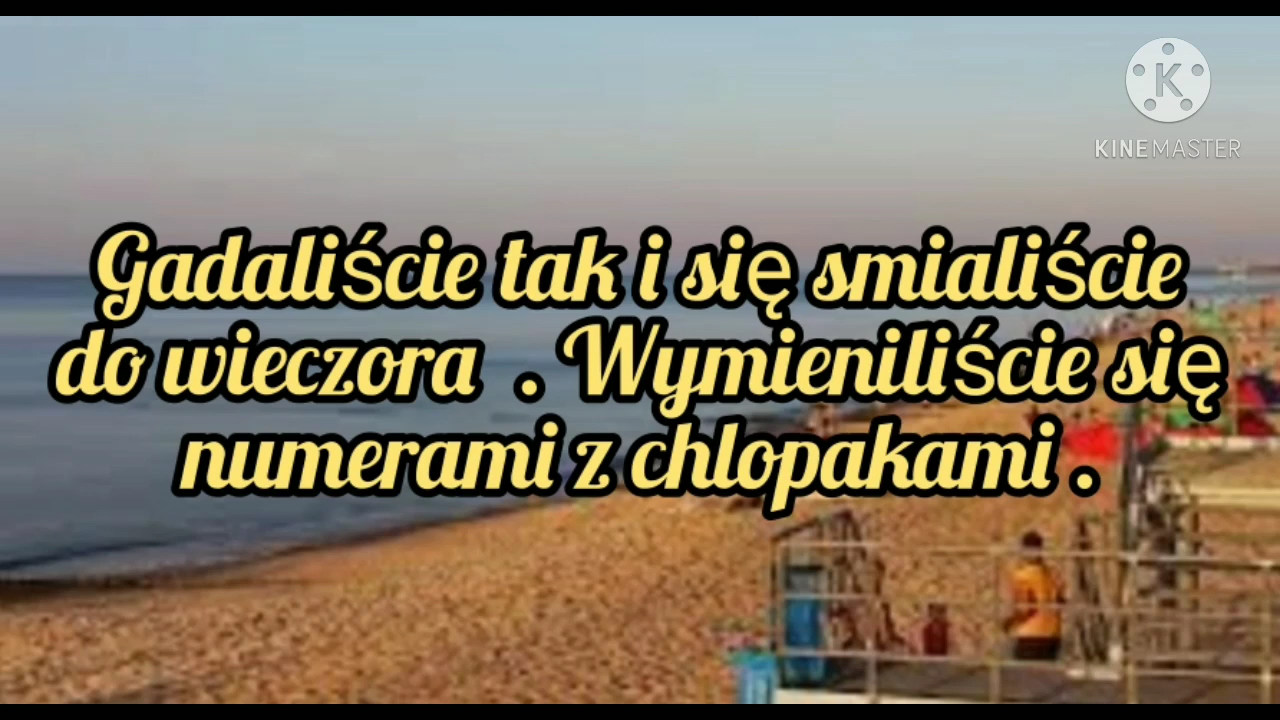 KINEMASTER
Gadaliście tak i się smialiście
do wieczora . Wymieniliście się
numerami z chlopakami .